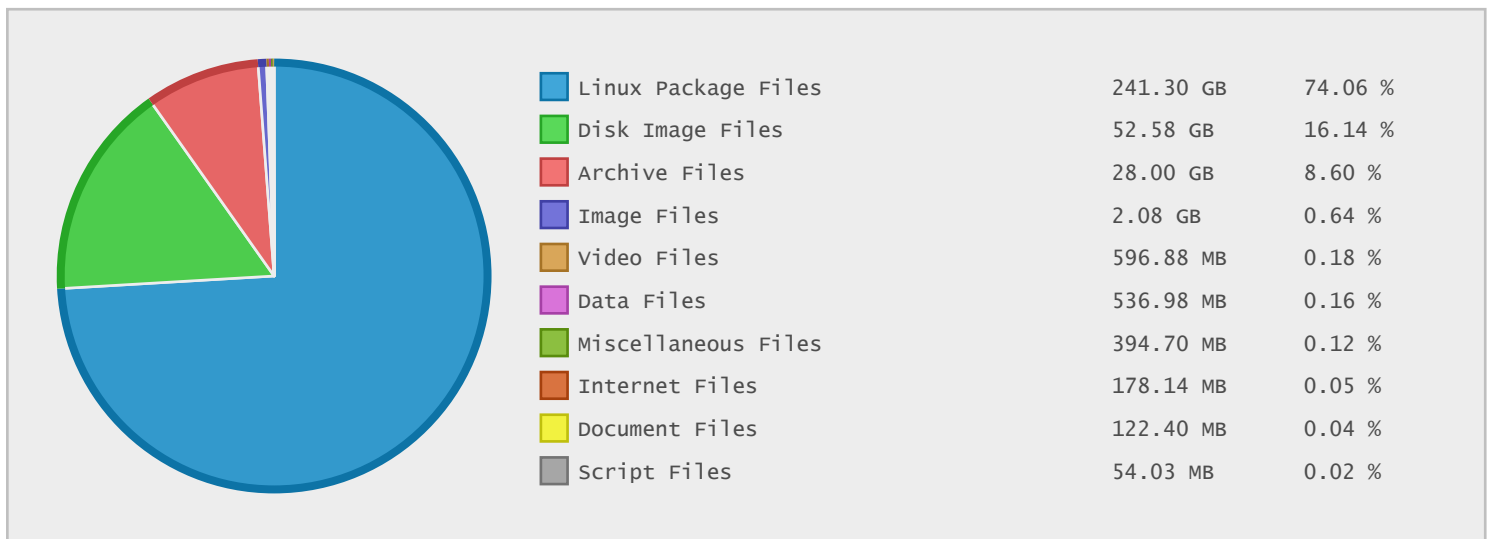 Linux Package Files 241.30 GB 74.06 %
Disk Image Files 52.58 GB 16.14 %
Archive Files 28.00 GB 8.60 %
Image Files 2.08 GB 0.64 %
Video Files 596.88 MB 0.18 %
Data Files 536.98 MB 0.16 %
Miscellaneous Files 394.70 MB 0.12 %
Internet Files 178.14 MB 0.05 %
Document Files 122.40 MB 0.04 %
Script Files 54.03 MB 0.02 %